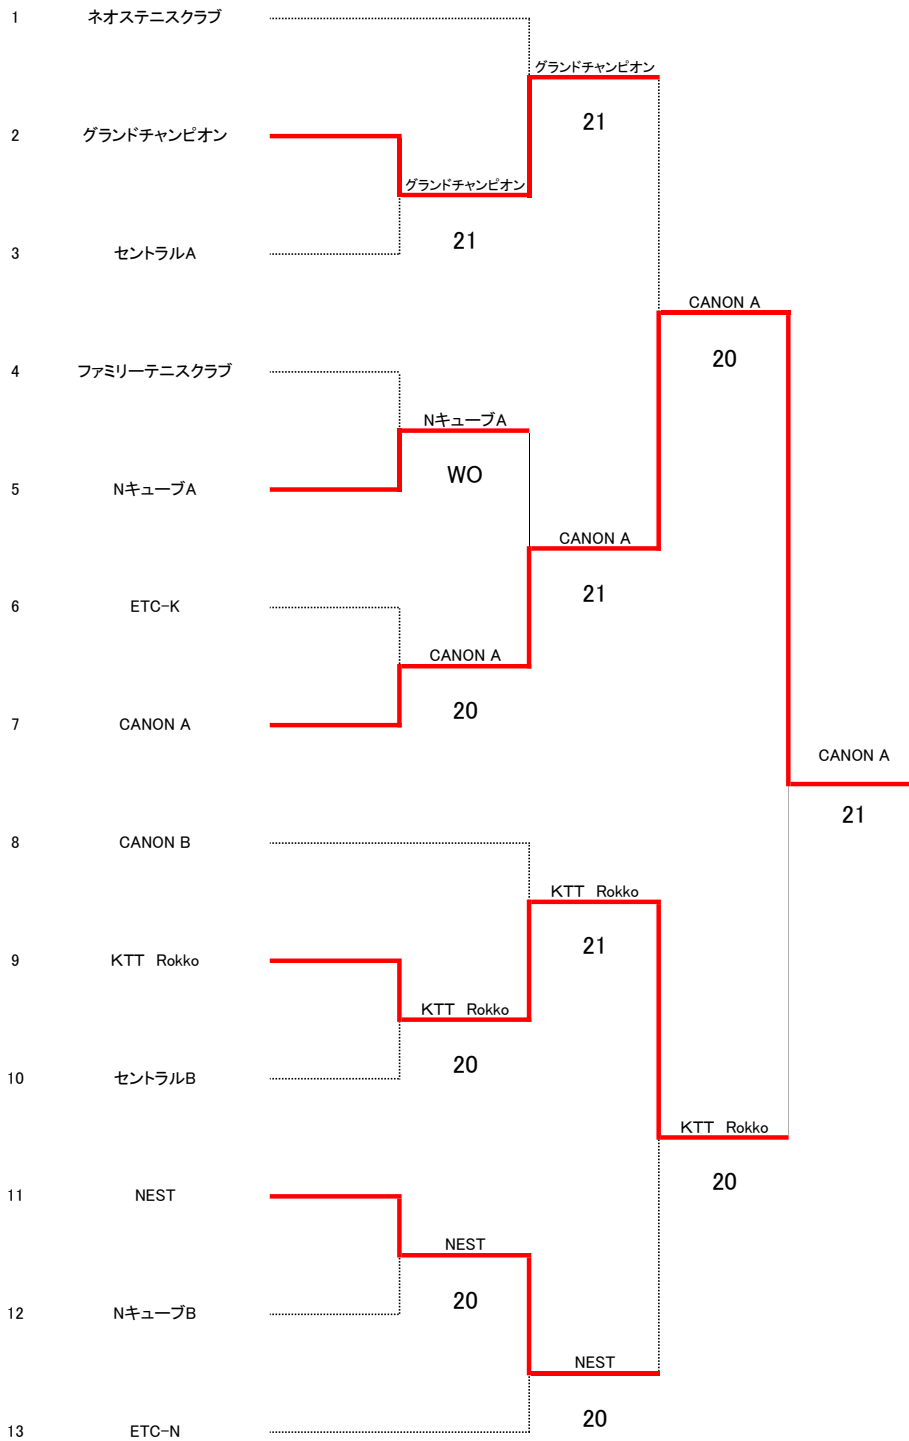 1 ネオステニスクラブ
グランドチャンピオン
21
2 グランドチャンピオン
グランドチャンピオン
21
3 セントラルA
CANON A
20
4 ファミリーテニスクラブ
NキューブA
WO
5 NキューブA
CANON A
21
6 ETC-K
CANON A
20
7 CANON A
CANON A
21
8 CANON B
KTT Rokko
21
9 KTT Rokko
KTT Rokko
20
10 セントラルB
KTT Rokko
20
11 NEST
NEST
20
12 NキューブB
NEST
20
13 ETC-N